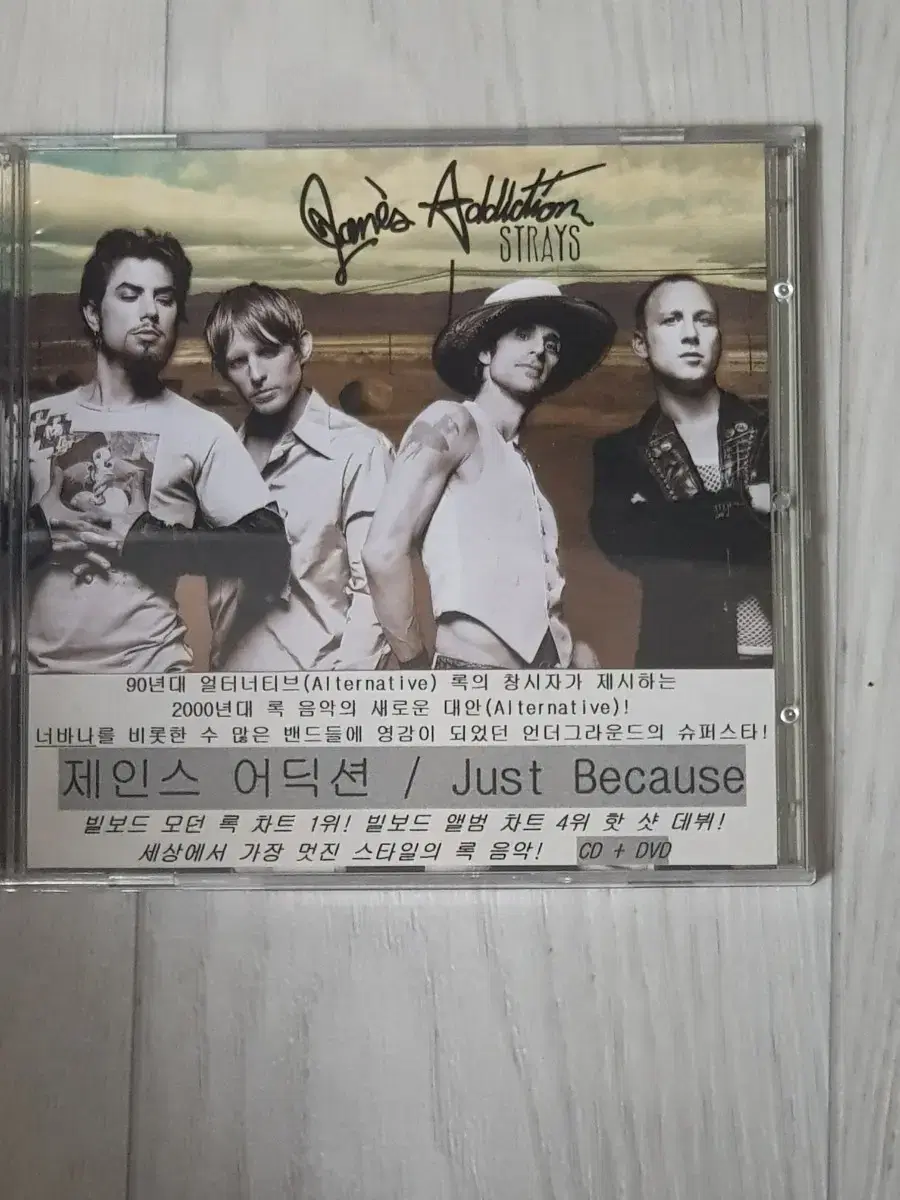 Jane's Addiction
STRAYS
90년대 얼터너티브(Alternative) 록의 창시자가 제시하는
2000년대 록 음악의 새로운 대안(Alternative)!
너바나를 비롯한 수 많은 밴드들에 영감이 되었던 언더그라운드의 슈퍼스타!
제인스 어딕션 / Just Because
빌보드 모던 록 차트 1위! 빌보드 앨범 차트 4위 핫 샷 데뷔!
세상에서 가장 멋진 스타일의 록 음악! CD + DVD